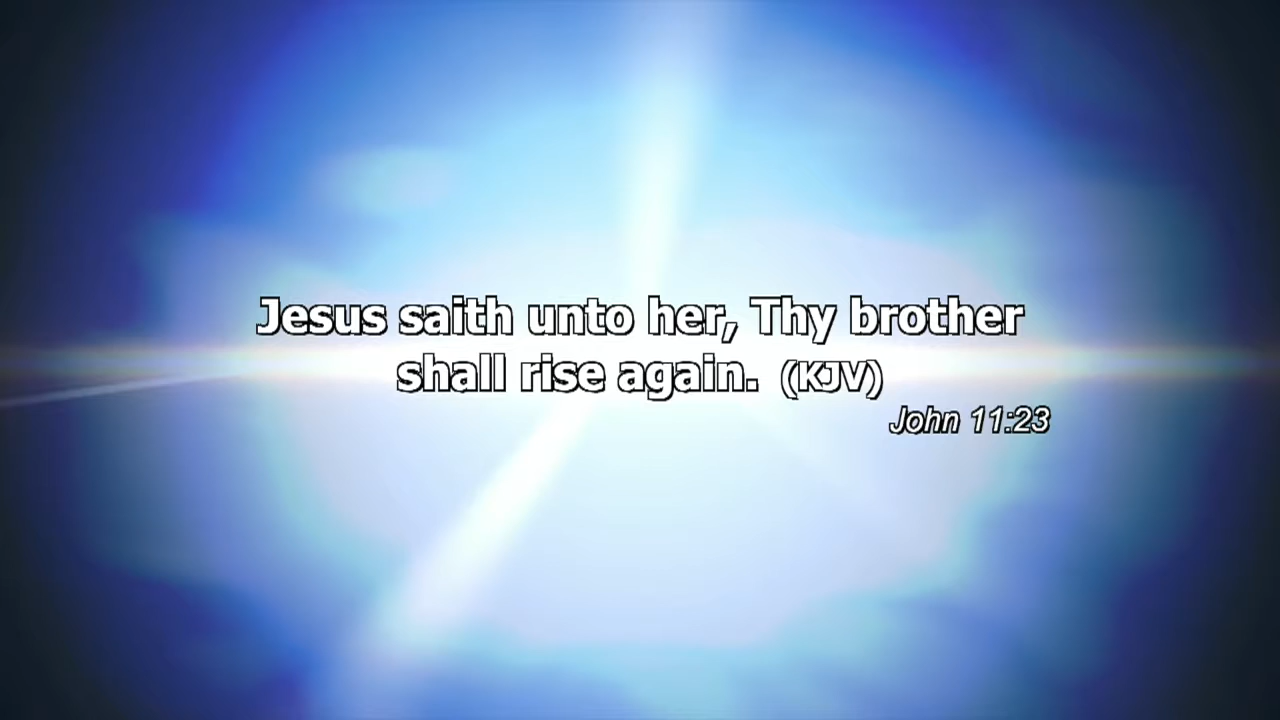 Jesus saith unto her, Thy brother
shall rise again. (KJV)
John 11:23